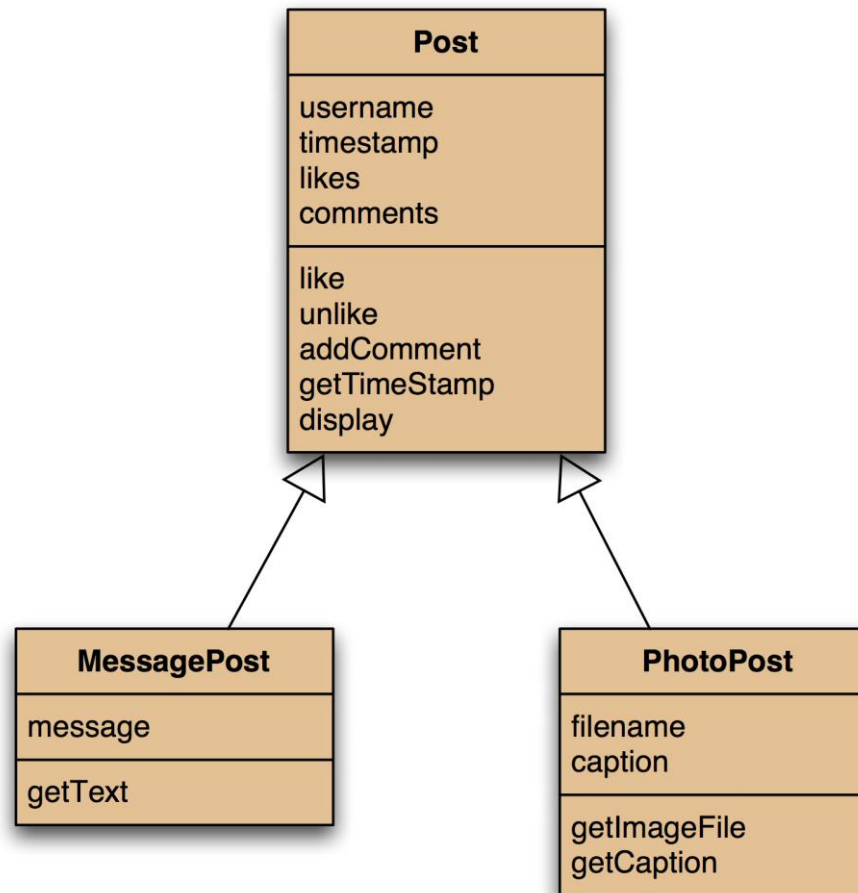 Post
username
timestamp
likes
comments
like
unlike
addComment
getTimeStamp
display
MessagePost
message
getText
PhotoPost
filename
caption
getImageFile
getCaption